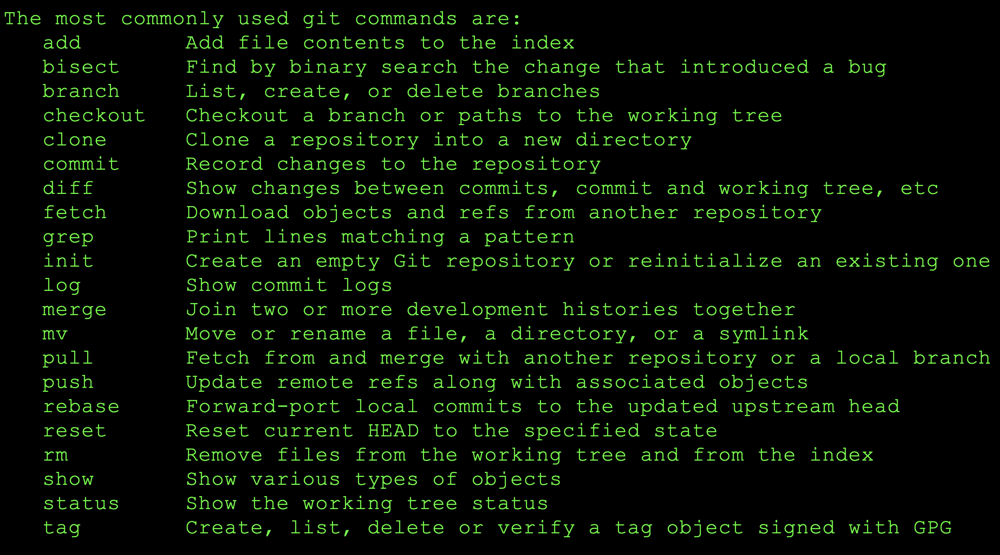 The most commonly used git commands are:
   add        Add file contents to the index
   bisect     Find by binary search the change that introduced a bug
   branch     List, create, or delete branches
   checkout   Checkout a branch or paths to the working tree
   clone      Clone a repository into a new directory
   commit     Record changes to the repository
   diff       Show changes between commits, commit and working tree, etc
   fetch      Download objects and refs from another repository
   grep       Print lines matching a pattern
   init       Create an empty Git repository or reinitialize an existing one
   log        Show commit logs
   merge      Join two or more development histories together
   mv         Move or rename a file, a directory, or a symlink
   pull       Fetch from and merge with another repository or a local branch
   push       Update remote refs along with associated objects
   rebase     Forward-port local commits to the updated upstream head
   reset      Reset current HEAD to the specified state
   rm         Remove files from the working tree and from the index
   show       Show various types of objects
   status     Show the working tree status
   tag        Create, list, delete or verify a tag object signed with GPG